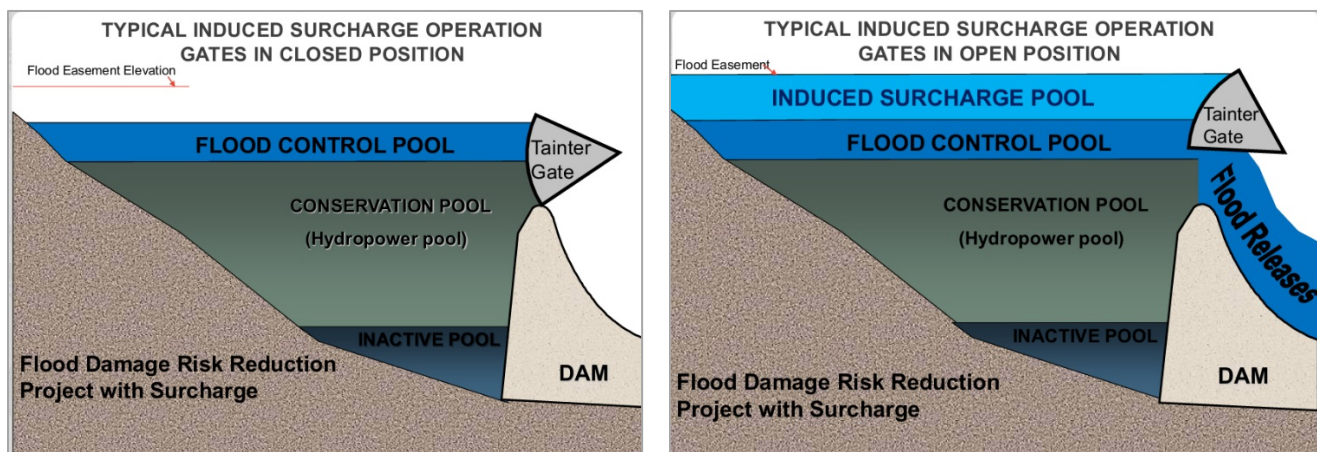 TYPICAL INDUCED SURCHARGE OPERATION
GATES IN CLOSED POSITION
Flood Easement Elevation
FLOOD CONTROL POOL
Tainter
Gate
CONSERVATION POOL
(Hydropower pool)
INACTIVE POOL
Flood Damage Risk Reduction
Project with Surcharge
DAM
TYPICAL INDUCED SURCHARGE OPERATION
GATES IN OPEN POSITION
Flood Easement
INDUCED SURCHARGE POOL
Tainter
Gate
FLOOD CONTROL POOL
Flood Releases
CONSERVATION POOL
(Hydropower pool)
INACTIVE POOL
Flood Damage Risk Reduction
Project with Surcharge
DAM